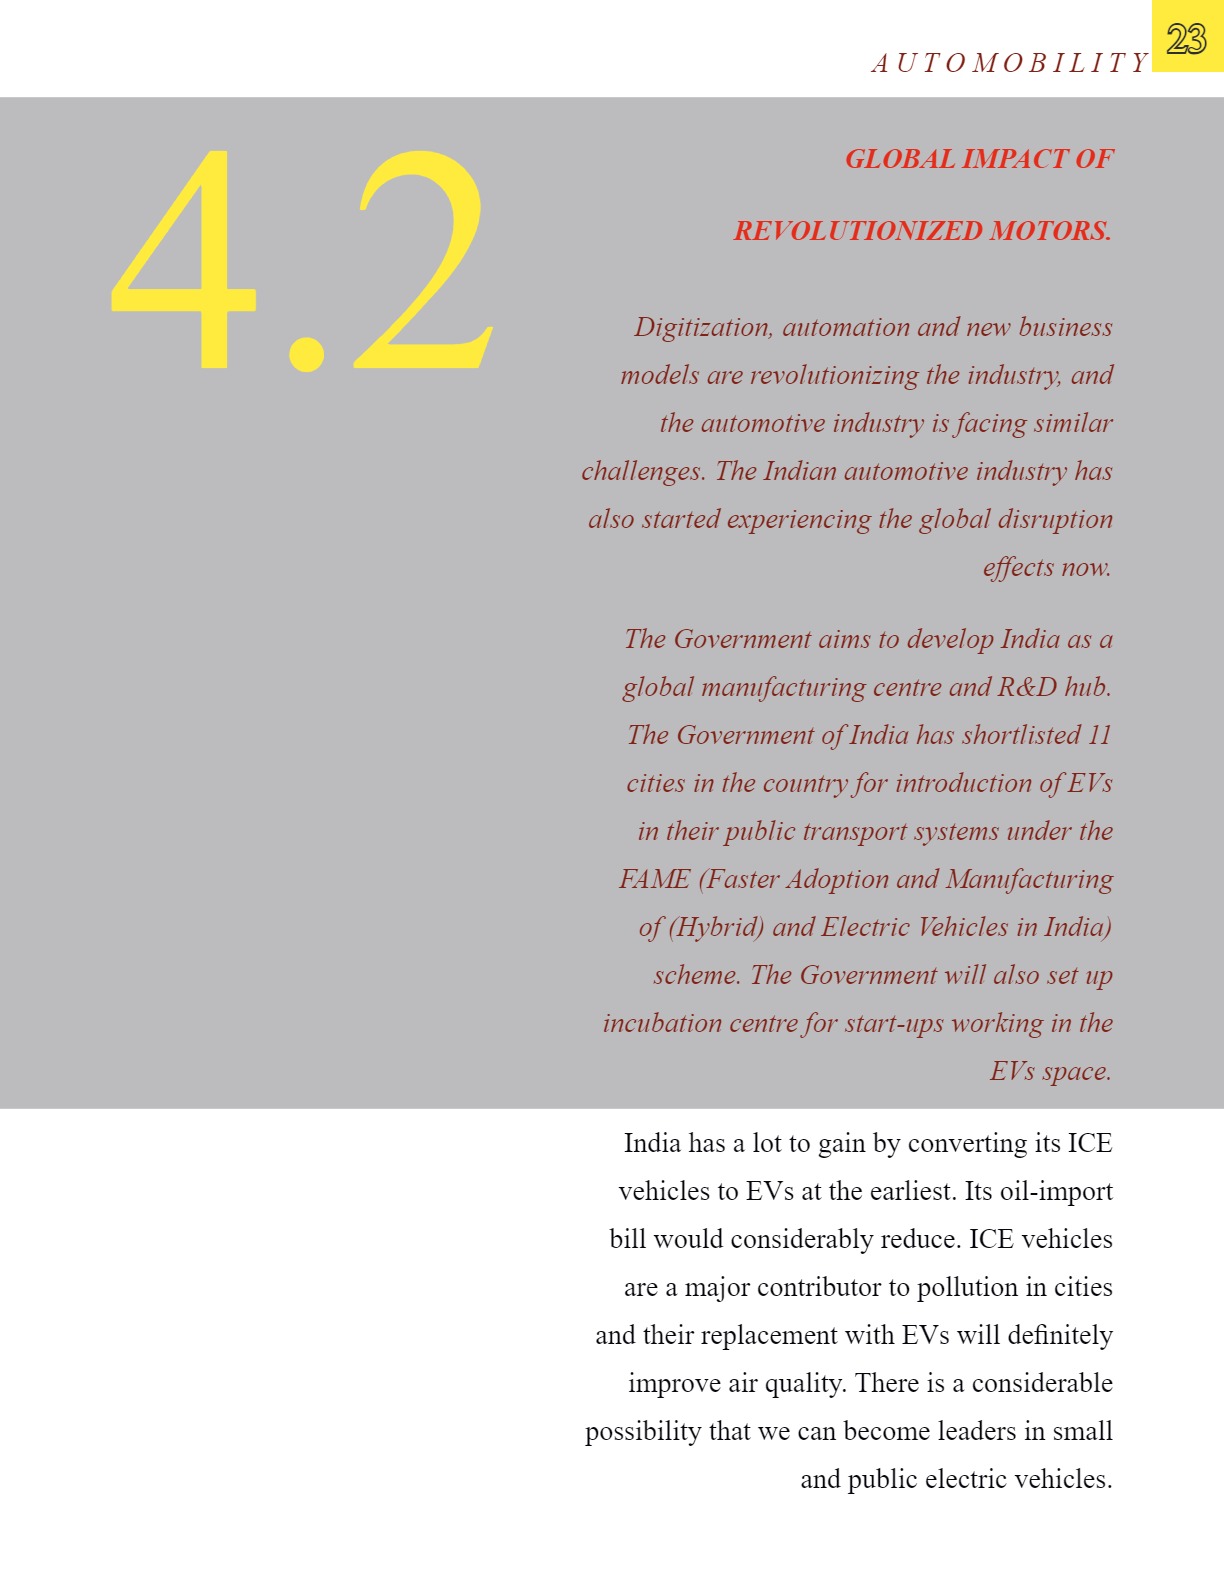 23
AUTOMOBILITY
4.2
GLOBAL IMPACT OF
REVOLUTIONIZED MOTORS.
Digitization, automation and new business
models are revolutionizing the industry, and
the automotive industry is facing similar
challenges. The Indian automotive industry has
also started experiencing the global disruption
effects now.
The Government aims to develop India as a
global manufacturing centre and R&D hub.
The Government of India has shortlisted 11
cities in the country for introduction of EVs
in their public transport systems under the
FAME (Faster Adoption and Manufacturing
of (Hybrid) and Electric Vehicles in India)
scheme. The Government will also set up
incubation centre for start-ups working in the
EVs space.
India has a lot to gain by converting its ICE
vehicles to EVs at the earliest. Its oil-import
bill would considerably reduce. ICE vehicles
are a major contributor to pollution in cities
and their replacement with EVs will definitely
improve air quality. There is a considerable
possibility that we can become leaders in small
and public electric vehicles.